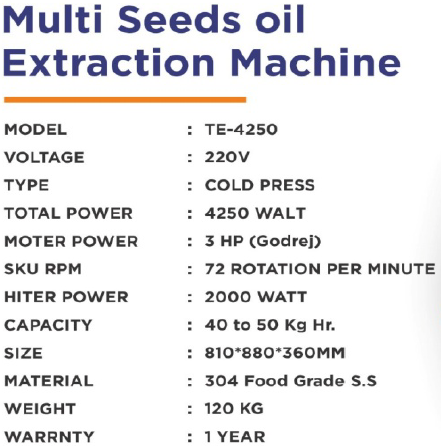 Multi Seeds oil
Extraction Machine
MODEL : TE-4250
VOLTAGE : 220V
TYPE : COLD PRESS
TOTAL POWER : 4250 WALT
MOTER POWER : 3 HP (Godrej)
SKU RPM : 72 ROTATION PER MINUTE
HITER POWER : 2000 WATT
CAPACITY : 40 to 50 Kg Hr.
SIZE : 810*880*360MM
MATERIAL : 304 Food Grade S.S
WEIGHT : 120 KG
WARRNTY : 1 YEAR